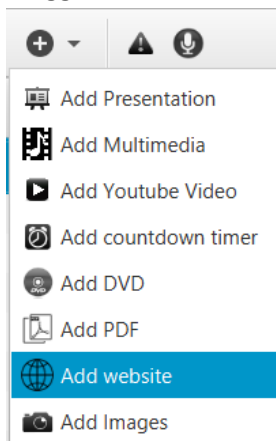 Add Presentation
Add Multimedia
Add Youtube Video
Add countdown timer
Add DVD
Add PDF
Add website
Add Images